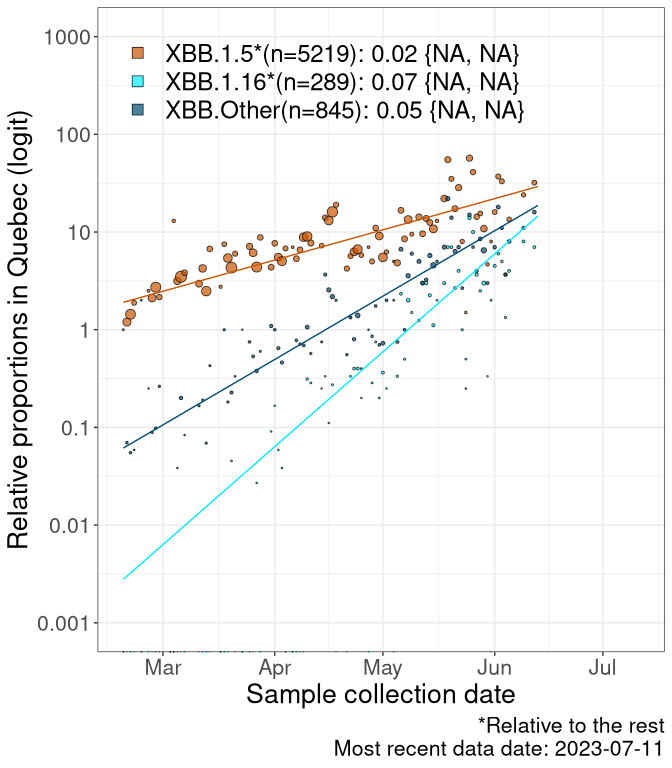 1000
100
10
1
0.1
0.01
0.001
Relative proportions in Quebec (logit)
XBB.1.5*(n=5219): 0.02 {NA, NA}
XBB.1.16*(n=289): 0.07 {NA, NA}
XBB.Other(n=845): 0.05 {NA, NA}
Mar Apr May Jun Jul
Sample collection date
*Relative to the rest
Most recent data date: 2023-07-11